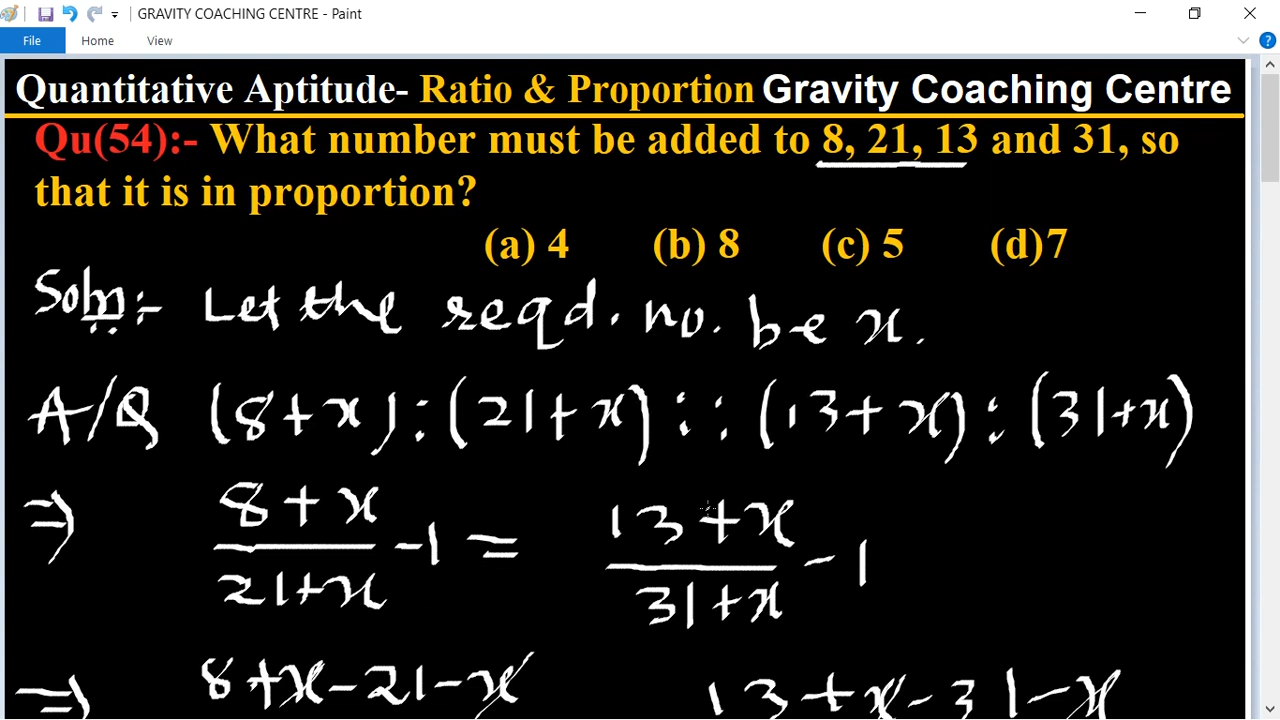 GRAVITY COACHING CENTRE - Paint
File Home View
Quantitative Aptitude- Ratio & Proportion Gravity Coaching Centre
Qu(54):- What number must be added to 8, 21, 13 and 31, so
that it is in proportion?
(a) 4 (b) 8 (c) 5 (d)7
Soln:- Let the reqd. no. be x.
A/Q (8+x) : (21+x) :: (13+x) : (31+x)
=> 8+x / 21+x - 1 = 13+x / 31+x - 1
=> 8+x-21-x 13+x-31-x